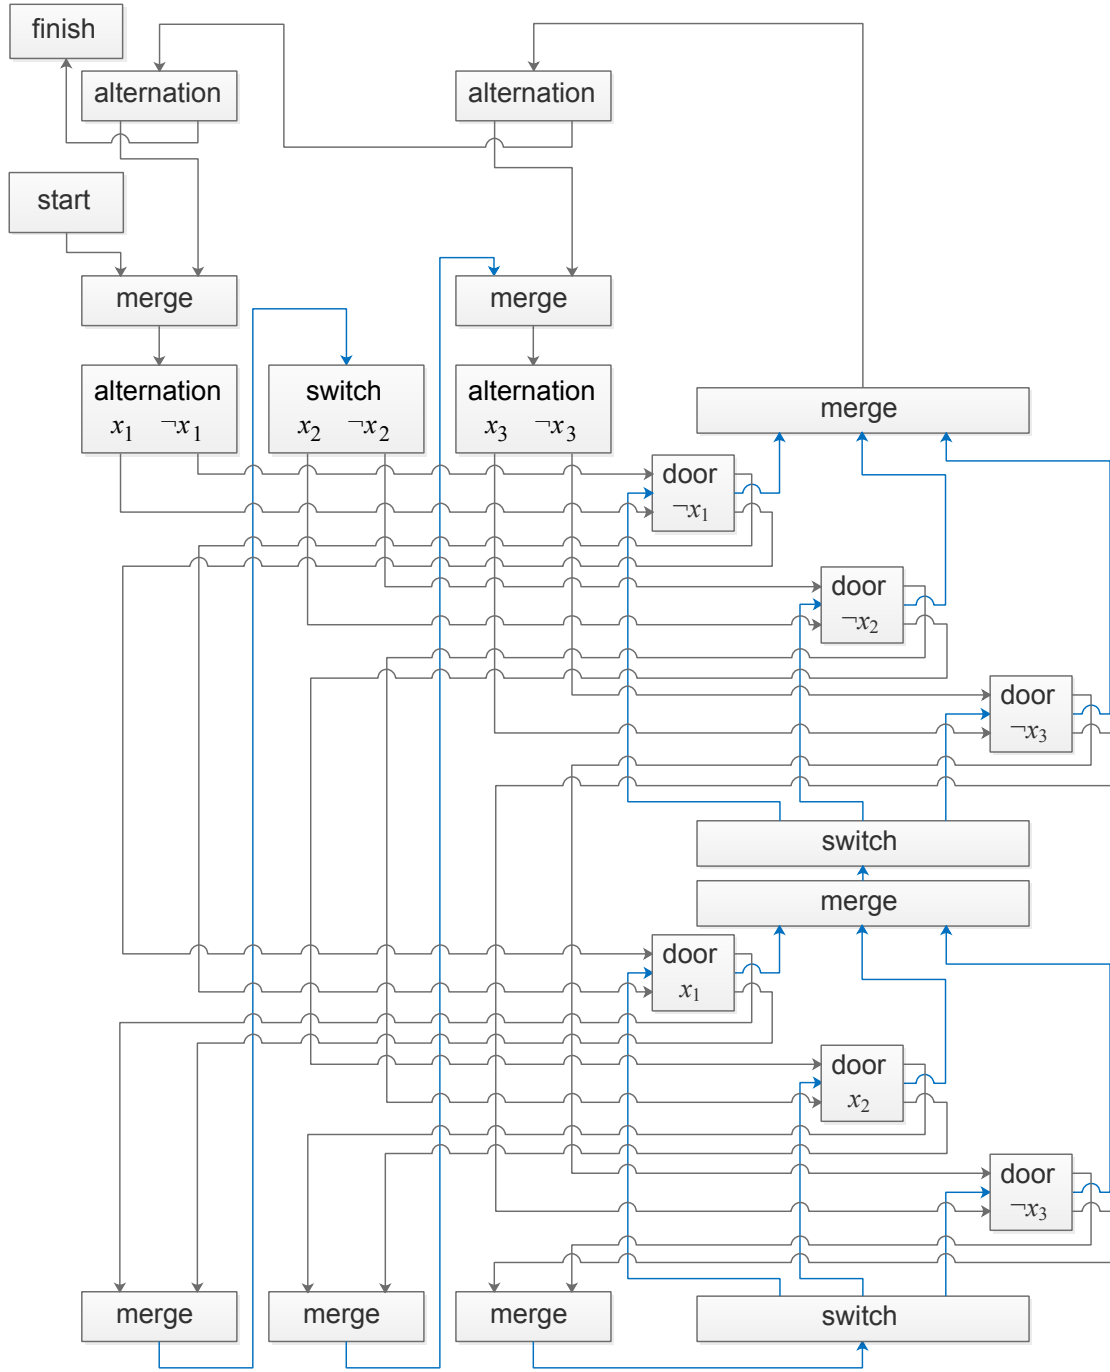 finish
alternation
alternation
start
merge
merge
alternation
x₁ ¬x₁
switch
x₂ ¬x₂
alternation
x₃ ¬x₃
merge
door
¬x₁
door
¬x₂
door
¬x₃
switch
merge
door
x₁
door
x₂
door
¬x₃
merge
merge
merge
switch